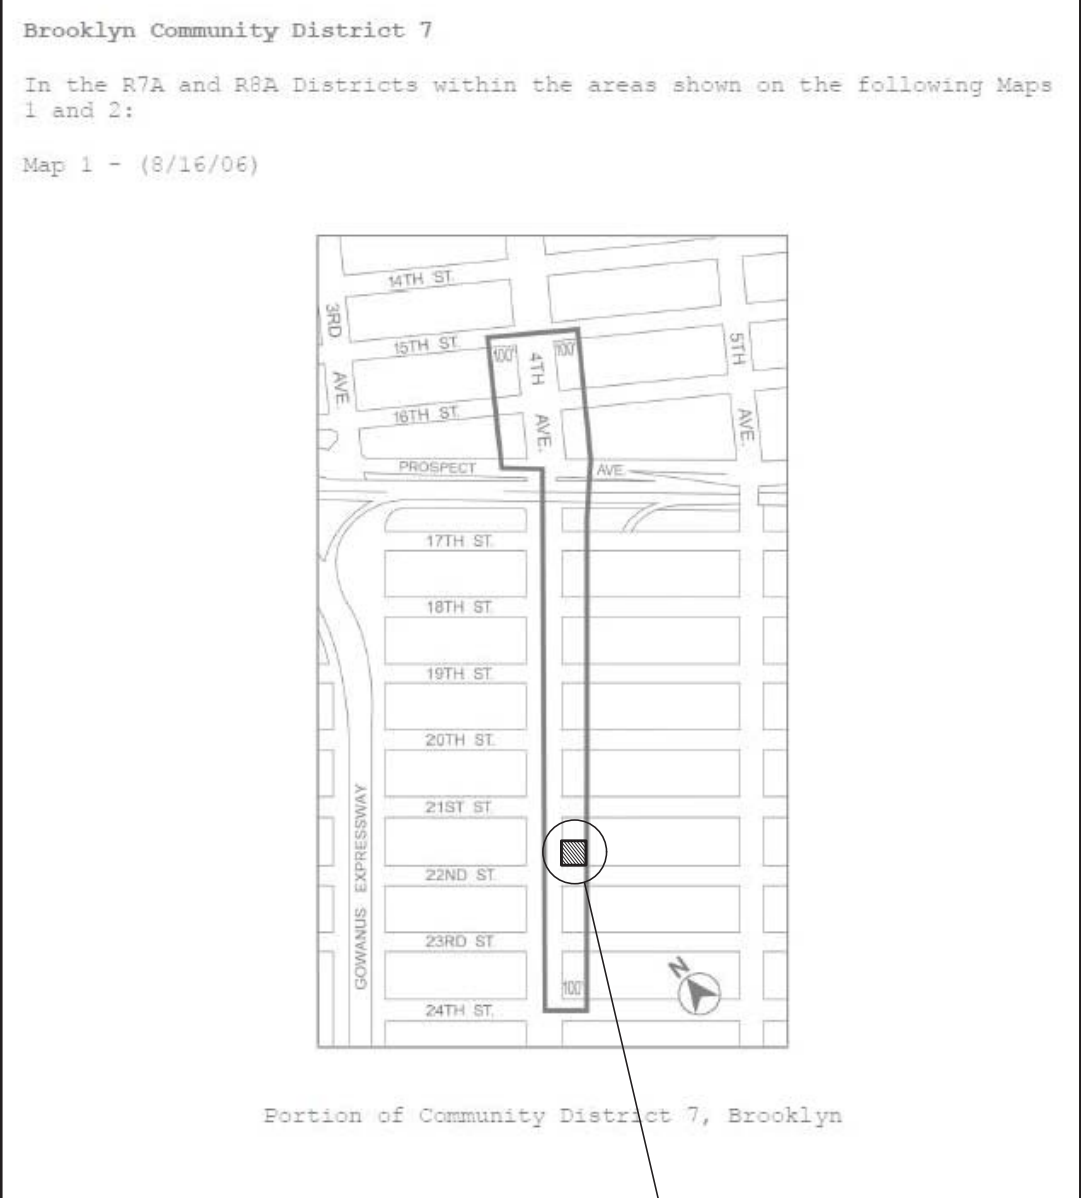 Brooklyn Community District 7
In the R7A and R8A Districts within the areas shown on the following Maps
1 and 2:
Map 1 - (8/16/06)
14TH ST.
3RD
AVE.
15TH ST.
100'
4TH
AVE.
100'
5TH
AVE.
16TH ST.
PROSPECT
AVE.
17TH ST.
18TH ST.
19TH ST.
20TH ST.
21ST ST.
22ND ST.
23RD ST
24TH ST.
GOWANUS EXPRESSWAY
100'
N
Portion of Community District 7, Brooklyn